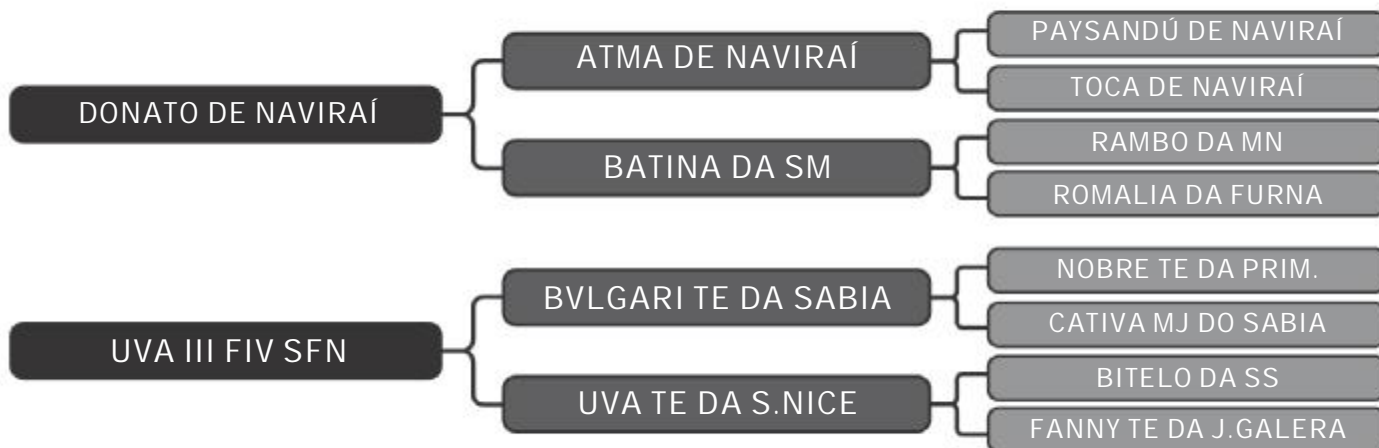 DONATO DE NAVIRAÍ
ATMA DE NAVIRAÍ
PAYSANDÚ DE NAVIRAÍ
TOCA DE NAVIRAÍ
BATINA DA SM
RAMBO DA MN
ROMALIA DA FURNA
UVA III FIV SFN
BVLGARI TE DA SABIA
NOBRE TE DA PRIM.
CATIVA MJ DO SABIA
UVA TE DA S.NICE
BITELO DA SS
FANNY TE DA J.GALERA